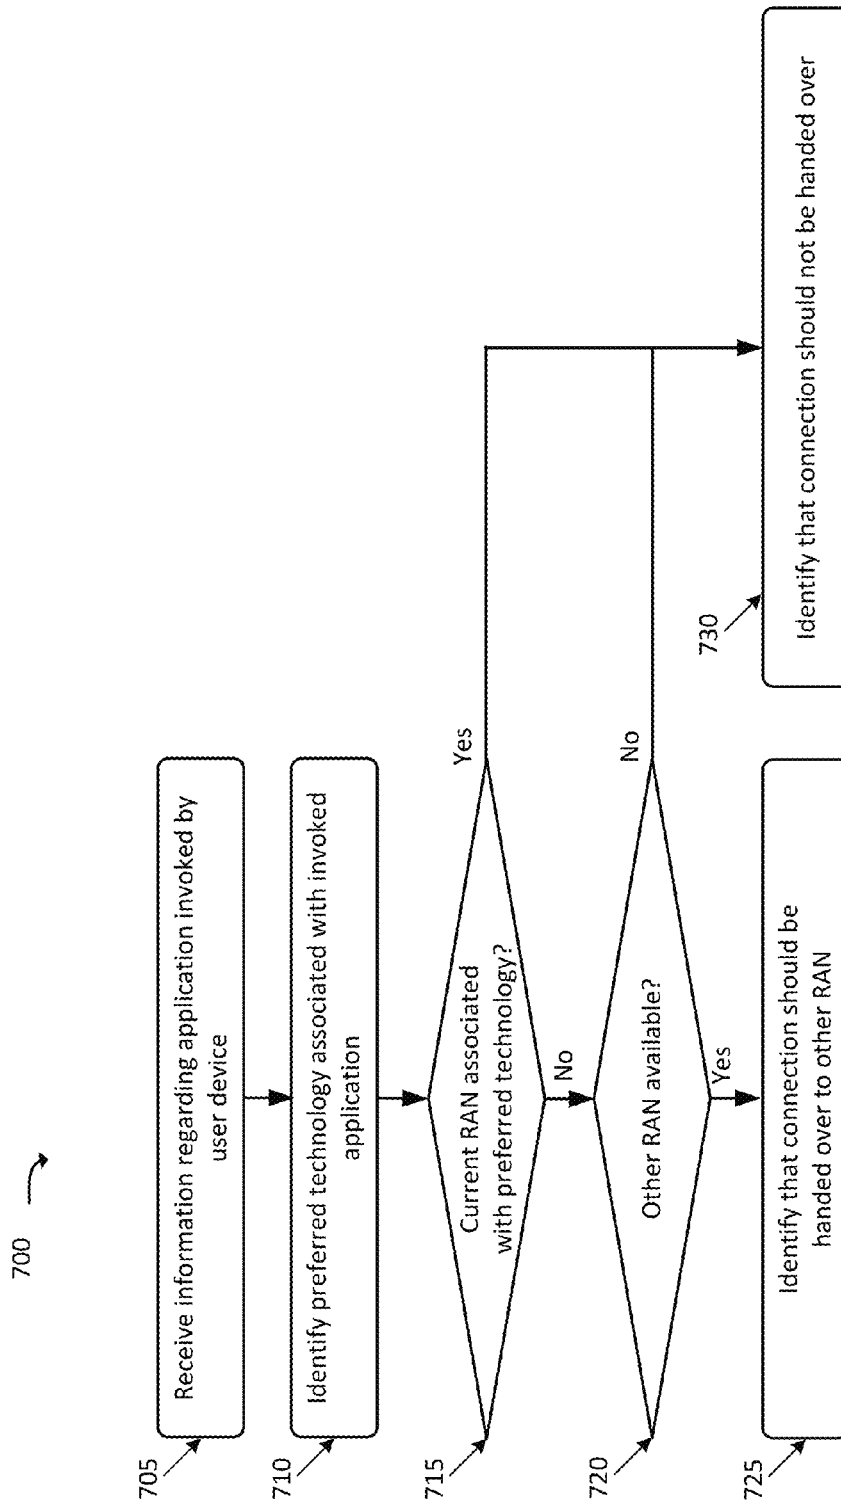 700
705
Receive information regarding application invoked by
user device
710
Identify preferred technology associated with invoked
application
715
Current RAN associated
with preferred technology?
Yes
No
720
Other RAN available?
No
Yes
725
Identify that connection should be
handed over to other RAN
730
Identify that connection should not be handed over